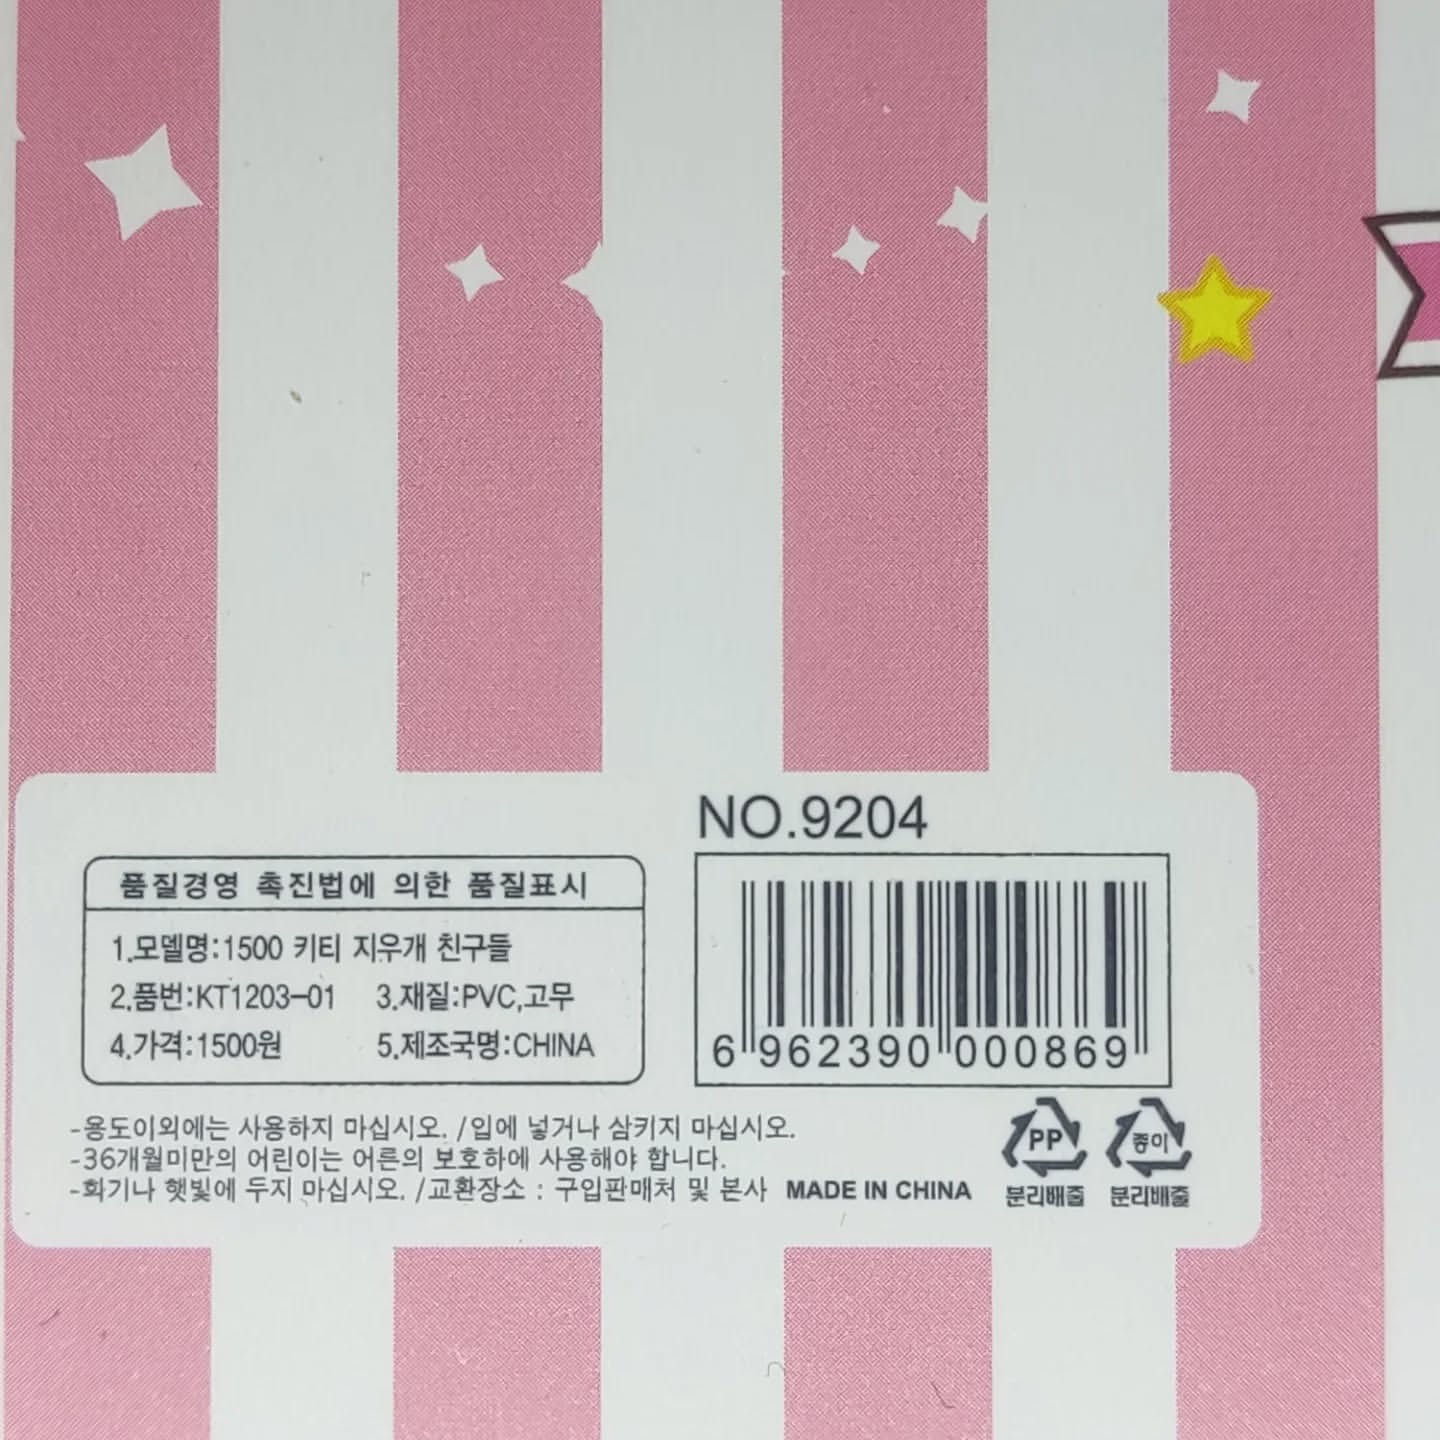 NO.9204
품질경영 촉진법에 의한 품질표시
1.모델명:1500 키티 지우개 친구들
2.품번:KT1203-01 3.재질:PVC,고무
4.가격:1500원 5.제조국명:CHINA
6 962390 000869
-용도이외에는 사용하지 마십시오. /입에 넣거나 삼키지 마십시오.
-36개월미만의 어린이는 어른의 보호하에 사용해야 합니다.
-화기나 햇빛에 두지 마십시오. /교환장소 : 구입판매처 및 본사 MADE IN CHINA
PP 종이
분리배출 분리배출